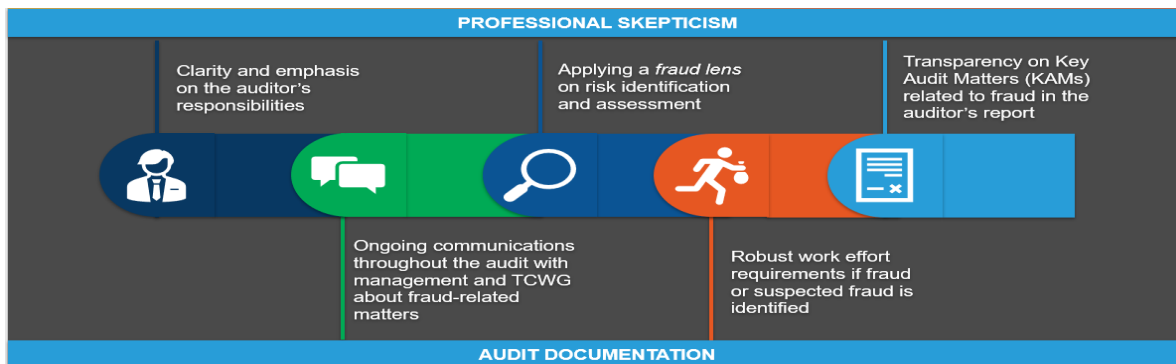 PROFESSIONAL SKEPTICISM
Clarity and emphasis
on the auditor's
responsibilities
Applying a fraud lens
on risk identification
and assessment
Transparency on Key
Audit Matters (KAMs)
related to fraud in the
auditor's report
Ongoing communications
throughout the audit with
management and TCWG
about fraud-related
matters
Robust work effort
requirements if fraud
or suspected fraud is
identified
AUDIT DOCUMENTATION